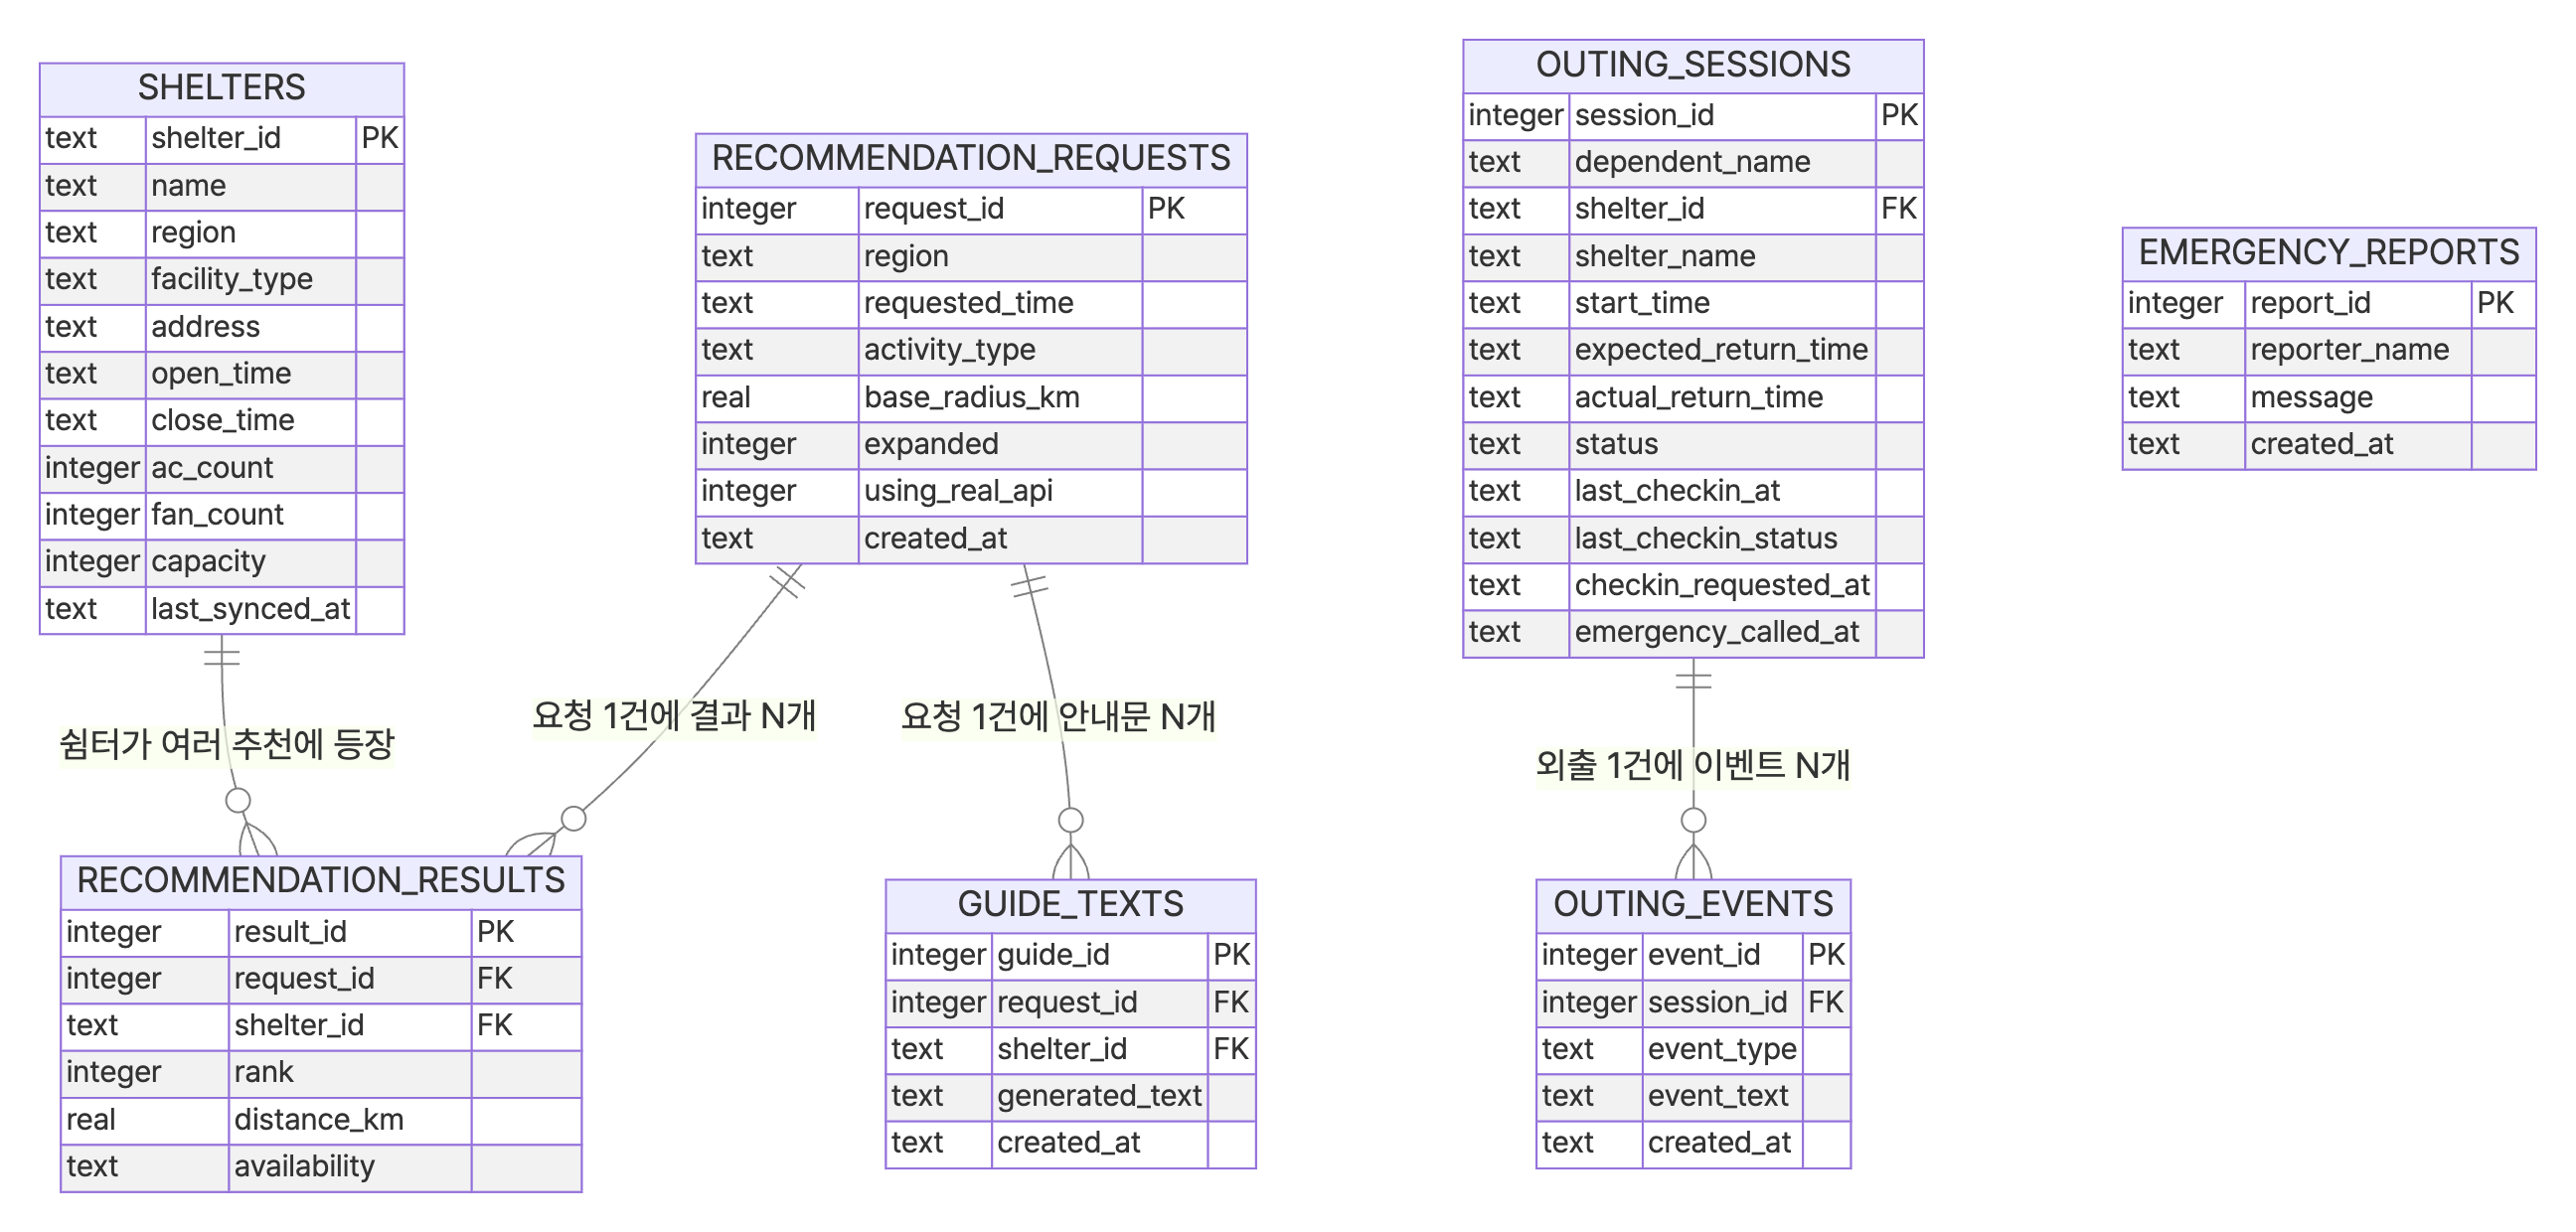 SHELTERS
text shelter_id PK
text name
text region
text facility_type
text address
text open_time
text close_time
integer ac_count
integer fan_count
integer capacity
text last_synced_at
RECOMMENDATION_REQUESTS
integer request_id PK
text region
text requested_time
text activity_type
real base_radius_km
integer expanded
integer using_real_api
text created_at
OUTING_SESSIONS
integer session_id PK
text dependent_name
text shelter_id FK
text shelter_name
text start_time
text expected_return_time
text actual_return_time
text status
text last_checkin_at
text last_checkin_status
text checkin_requested_at
text emergency_called_at
EMERGENCY_REPORTS
integer report_id PK
text reporter_name
text message
text created_at
쉼터가 여러 추천에 등장
요청 1건에 결과 N개
요청 1건에 안내문 N개
외출 1건에 이벤트 N개
RECOMMENDATION_RESULTS
integer result_id PK
integer request_id FK
text shelter_id FK
integer rank
real distance_km
text availability
GUIDE_TEXTS
integer guide_id PK
integer request_id FK
text shelter_id FK
text generated_text
text created_at
OUTING_EVENTS
integer event_id PK
integer session_id FK
text event_type
text event_text
text created_at